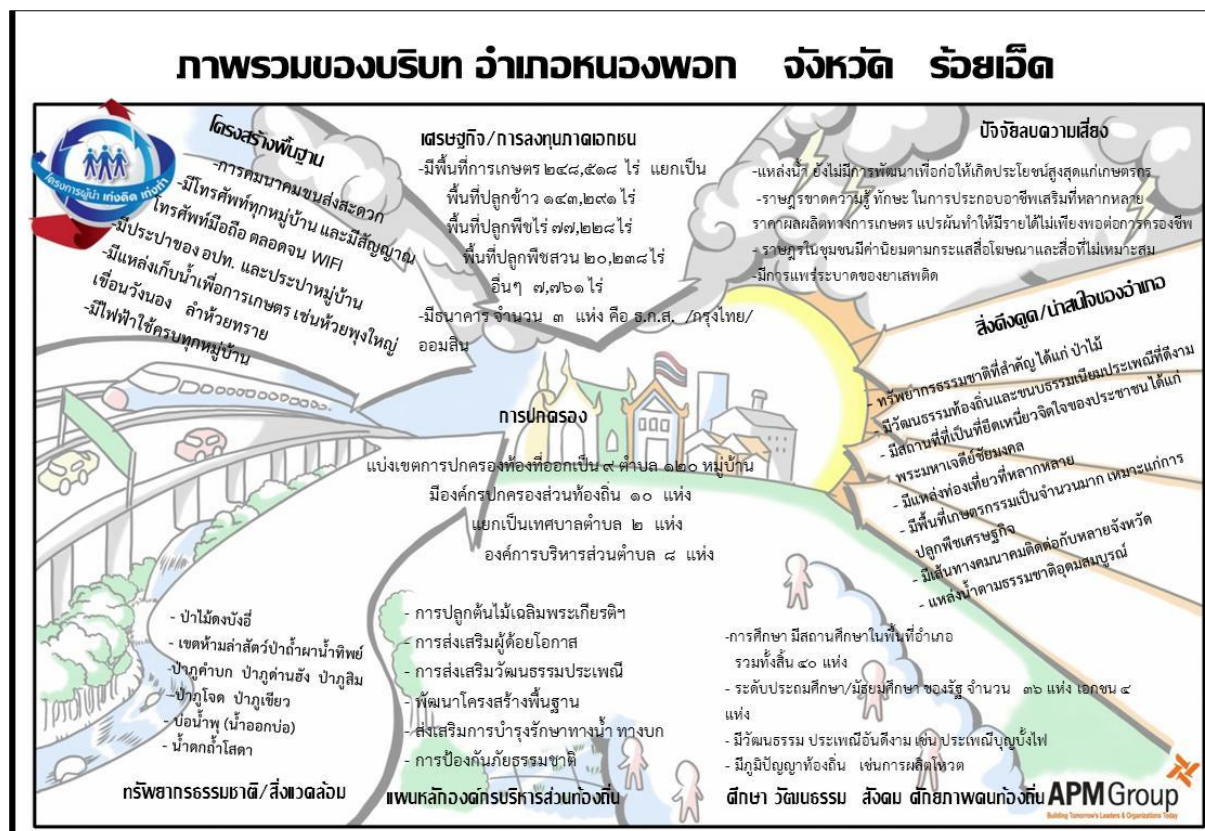 ภาพรวมของบริบท อำเภอหนองพอก จังหวัด ร้อยเอ็ด
โครงการผู้นำ เก่งคิด เก่งทำ
โครงสร้างพื้นฐาน
-การคมนาคมขนส่งสะดวก
-มีโทรศัพท์ทุกหมู่บ้าน และมีสัญญาณ
โทรศัพท์มือถือ ตลอดจน WIFI
-มีประปาของ อปท. และประปาหมู่บ้าน
-มีแหล่งเก็บน้ำเพื่อการเกษตร เช่นห้วยพุงใหญ่
เขื่อนวังนอง ลำห้วยทราย
-มีไฟฟ้าใช้ครบทุกหมู่บ้าน
เศรษฐกิจ/การลงทุนภาคเอกชน
-มีพื้นที่การเกษตร ๒๔๘,๕๑๘ ไร่ แยกเป็น
พื้นที่ปลูกข้าว ๑๔๓,๒๙๑ ไร่
พื้นที่ปลูกพืชไร่ ๗๗,๒๒๘ ไร่
พื้นที่ปลูกพืชสวน ๒๐,๒๓๘ ไร่
อื่นๆ ๗,๗๖๑ ไร่
-มีธนาคาร จำนวน ๓ แห่ง คือ ธ.ก.ส. /กรุงไทย/
ออมสิน
ปัจจัยลบความเสี่ยง
-แหล่งน้ำ ยังไม่มีการพัฒนาเพื่อก่อให้เกิดประโยชน์สูงสุดแก่เกษตรกร
-ราษฎรขาดความรู้ ทักษะ ในการประกอบอาชีพเสริมที่หลากหลาย
ราคาผลผลิตทางการเกษตร แปรผันทำให้มีรายได้ไม่เพียงพอต่อการครองชีพ
- ราษฎรในชุมชนมีค่านิยมตามกระแสสื่อโฆษณาและสื่อที่ไม่เหมาะสม
-มีการแพร่ระบาดของยาเสพติด
สิ่งดึงดูด/น่าสนใจของอำเภอ
- ทรัพยากรธรรมชาติที่สำคัญ ได้แก่ ป่าไม้
- มีวัฒนธรรมท้องถิ่นและขนบธรรมเนียมประเพณีที่ดีงาม
- มีสถานที่ที่เป็นที่ยึดเหนี่ยวจิตใจของประชาชน ได้แก่
พระมหาเจดีย์ชัยมงคล
- มีแหล่งท่องเที่ยวที่หลากหลาย
- มีพื้นที่เกษตรกรรมเป็นจำนวนมาก เหมาะแก่การ
ปลูกพืชเศรษฐกิจ
- มีเส้นทางคมนาคมติดต่อกับหลายจังหวัด
- แหล่งน้ำตามธรรมชาติอุดมสมบูรณ์
การปกครอง
แบ่งเขตการปกครองท้องที่ออกเป็น ๙ ตำบล ๑๒๐ หมู่บ้าน
มีองค์กรปกครองส่วนท้องถิ่น ๑๐ แห่ง
แยกเป็นเทศบาลตำบล ๒ แห่ง
องค์การบริหารส่วนตำบล ๘ แห่ง
- ป่าไม้ดงบังอี่
- เขตห้ามล่าสัตว์ป่าถ้ำผาน้ำทิพย์
-ป่าภูคำบก ป่าภูด่านฮัง ป่าภูสิม
-ป่าภูโจด ป่าภูเขียว
- บ่อน้ำพุ (น้ำออกบ่อ)
- น้ำตกถ้ำโสดา
ทรัพยากรธรรมชาติ/สิ่งแวดล้อม
- การปลูกต้นไม้เฉลิมพระเกียรติฯ
- การส่งเสริมผู้ด้อยโอกาส
- การส่งเสริมวัฒนธรรมประเพณี
- พัฒนาโครงสร้างพื้นฐาน
- ส่งเสริมการบำรุงรักษาทางน้ำ ทางบก
- การป้องกันภัยธรรมชาติ
แผนหลักองค์กรบริหารส่วนท้องถิ่น
-การศึกษา มีสถานศึกษาในพื้นที่อำเภอ
รวมทั้งสิ้น ๔๐ แห่ง
- ระดับประถมศึกษา/มัธยมศึกษา ของรัฐ จำนวน ๓๖ แห่ง เอกชน ๔
แห่ง
- มีวัฒนธรรม ประเพณีอันดีงาม เช่น ประเพณีบุญบั้งไฟ
- มีภูมิปัญญาท้องถิ่น เช่นการผลิตโหวด
ศึกษา วัฒนธรรม สังคม ศักยภาพคนท้องถิ่น
APM Group
Building Tomorrow's Leaders & Organizations Today